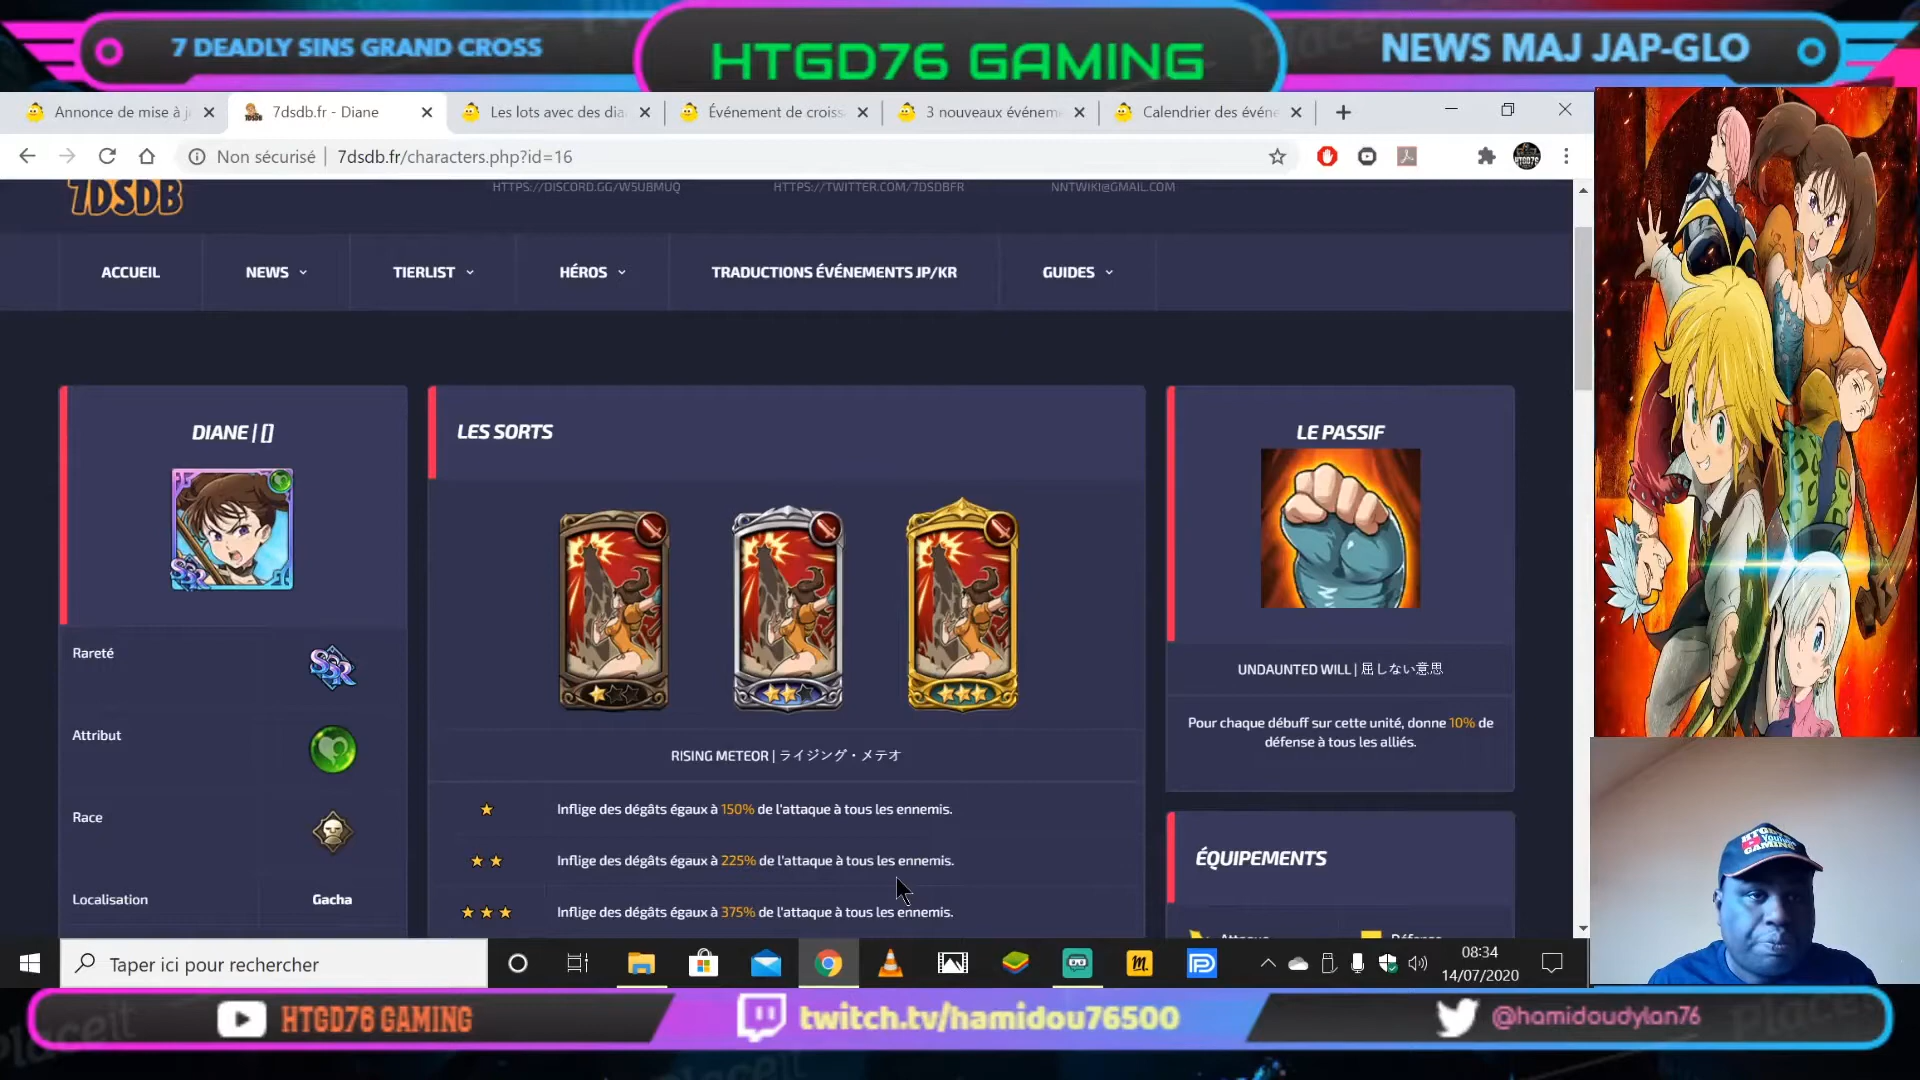 7 DEADLY SINS GRAND CROSS
HTGD76 GAMING
NEWS MAJ JAP-GLO
Annonce de mise à j
7dsdb.fr - Diane
Les lots avec des dia
Événement de croiss
3 nouveaux événeme
Calendrier des événe
Non sécurisé
7dsdb.fr/characters.php?id=16
7DSDB
HTTPS://DISCORD.GG/W5UBMUQ
HTTPS://TWITTER.COM/7DSDBFR
NNTWIKI@GMAIL.COM
ACCUEIL
NEWS
TIERLIST
HÉROS
TRADUCTIONS ÉVÉNEMENTS JP/KR
GUIDES
DIANE | []
SSR
Rareté
SSR
Attribut
Race
Localisation
Gacha
LES SORTS
RISING METEOR | ライジング・メテオ
Inflige des dégâts égaux à 150% de l'attaque à tous les ennemis.
Inflige des dégâts égaux à 225% de l'attaque à tous les ennemis.
Inflige des dégâts égaux à 375% de l'attaque à tous les ennemis.
LE PASSIF
UNDAUNTED WILL | 屈しない意思
Pour chaque débuff sur cette unité, donne 10% de
défense à tous les alliés.
ÉQUIPEMENTS
Attaque
Défense
Taper ici pour rechercher
08:34
14/07/2020
HTGD76 GAMING
twitch.tv/hamidou76500
@hamidoudylan76
Placeit